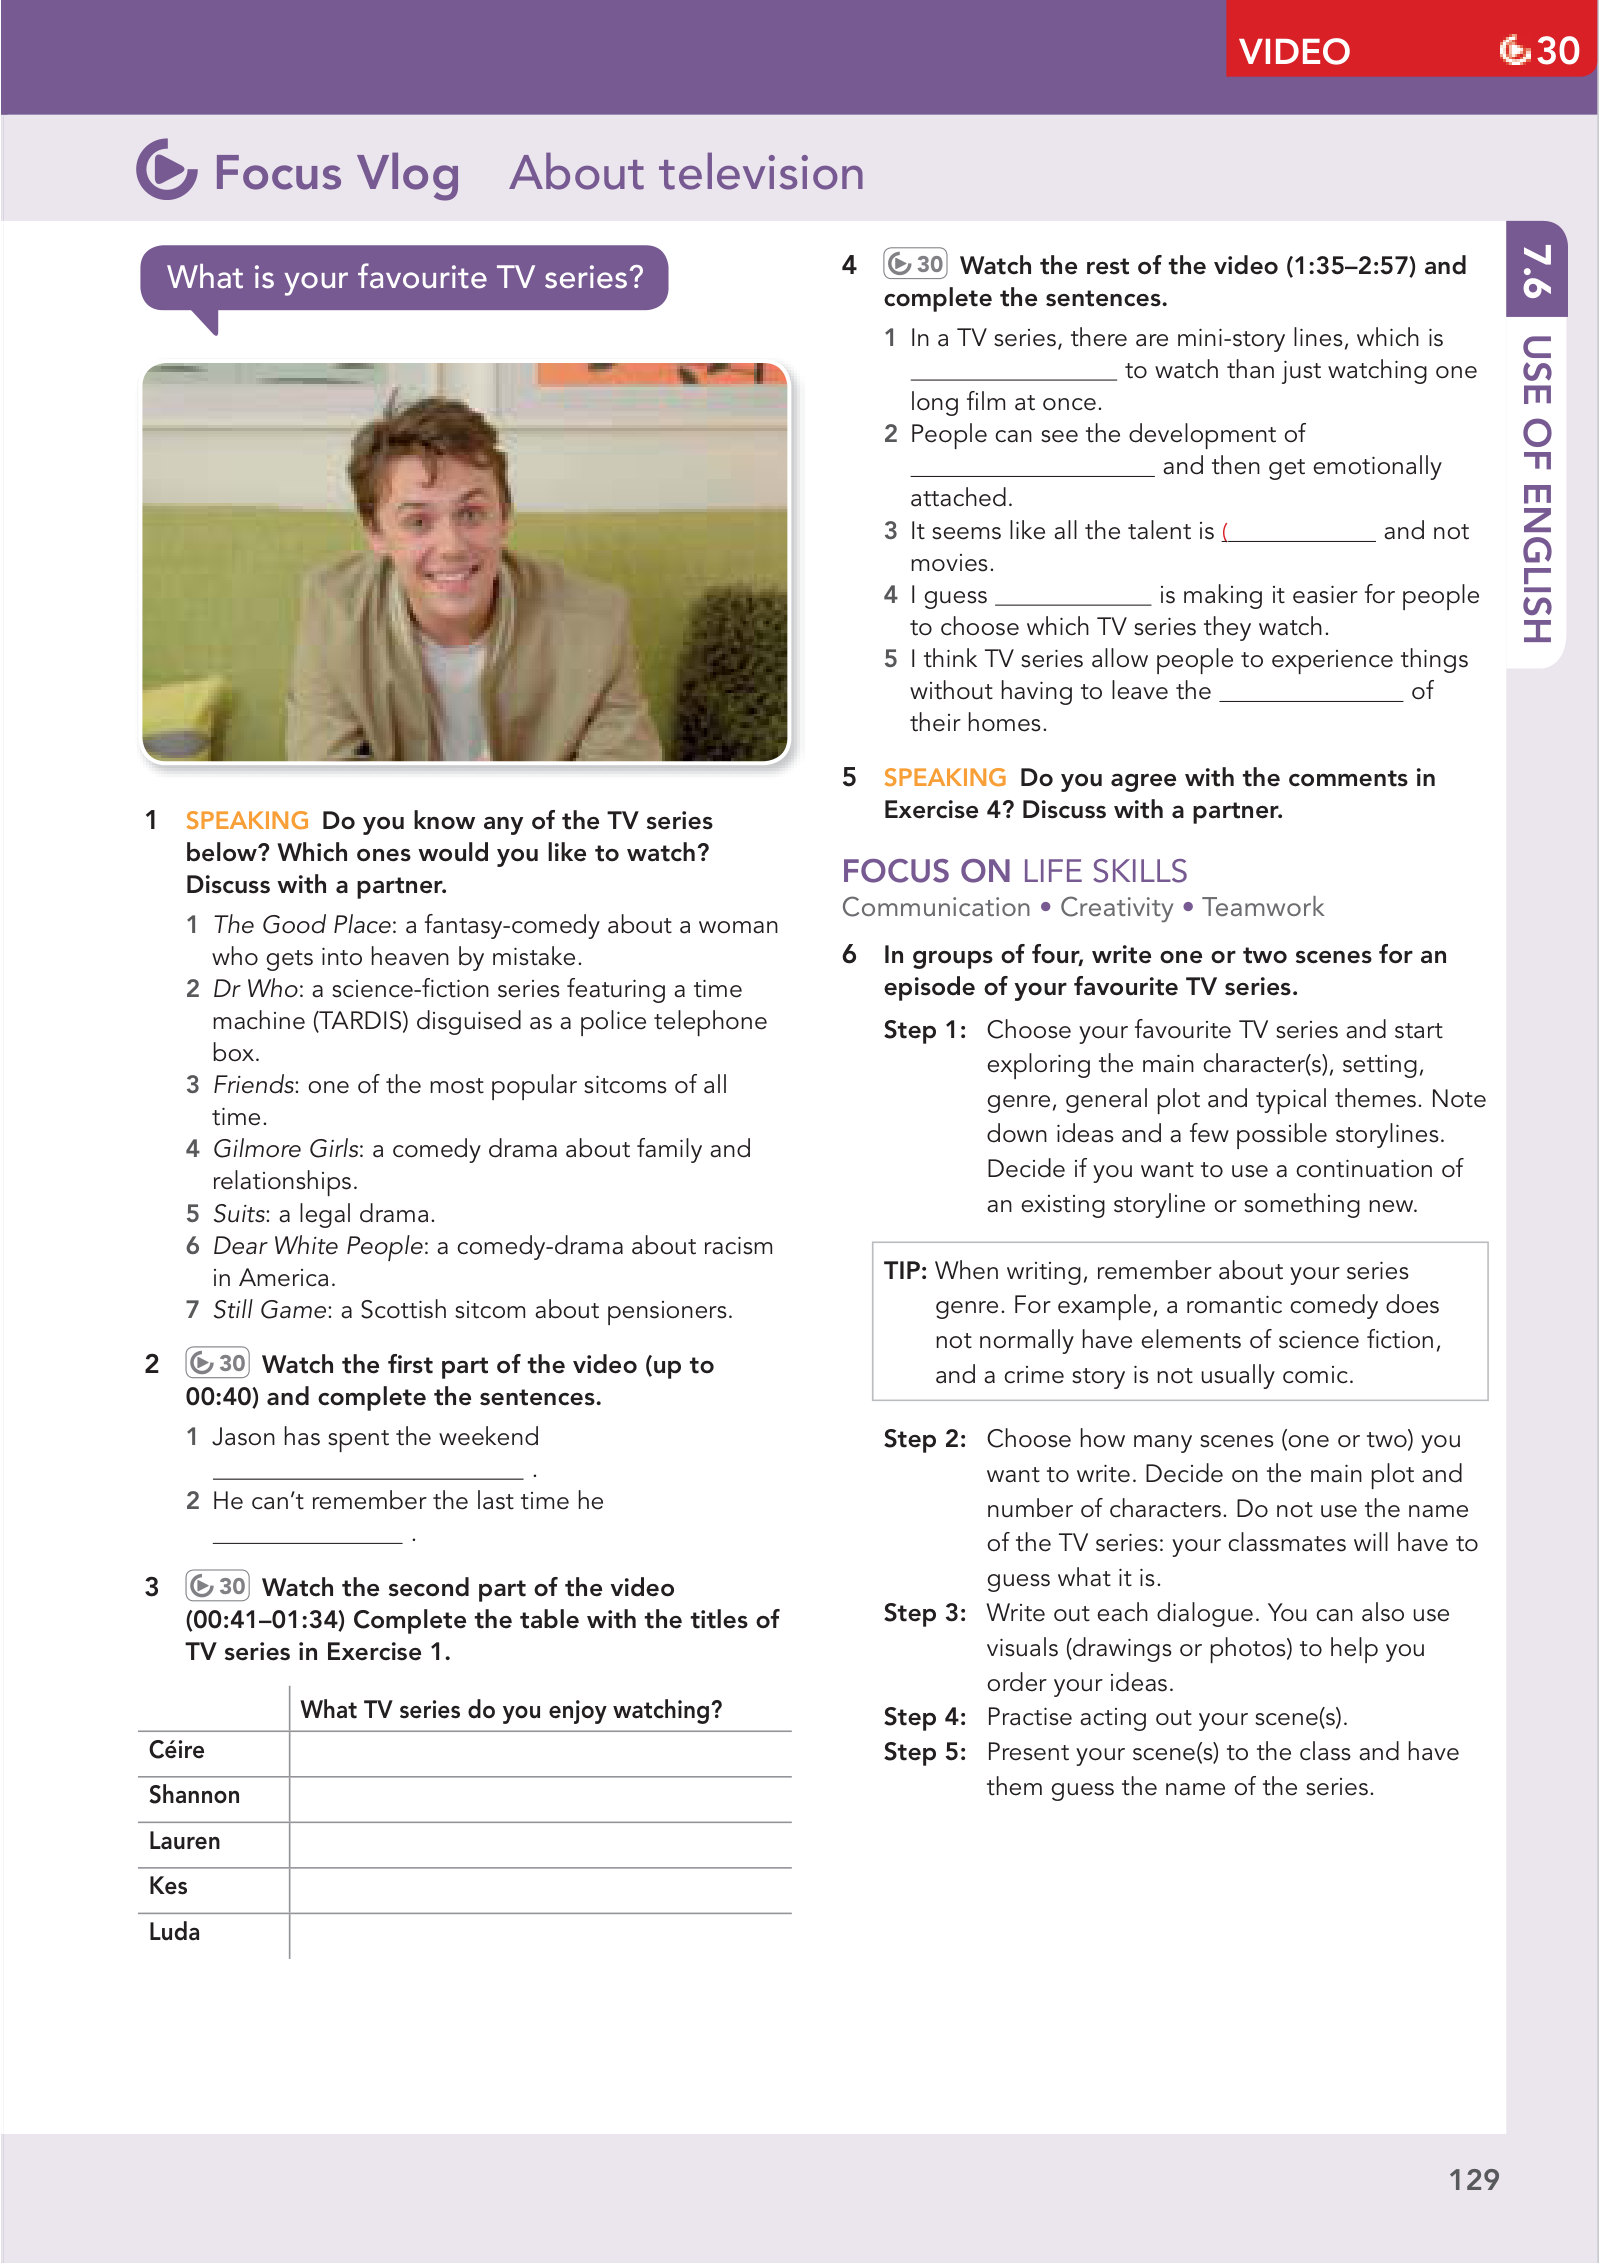 VIDEO 30
Focus Vlog About television
What is your favourite TV series?
1 SPEAKING Do you know any of the TV series
below? Which ones would you like to watch?
Discuss with a partner.
1 The Good Place: a fantasy-comedy about a woman
who gets into heaven by mistake.
2 Dr Who: a science-fiction series featuring a time
machine (TARDIS) disguised as a police telephone
box.
3 Friends: one of the most popular sitcoms of all
time.
4 Gilmore Girls: a comedy drama about family and
relationships.
5 Suits: a legal drama.
6 Dear White People: a comedy-drama about racism
in America.
7 Still Game: a Scottish sitcom about pensioners.
2 30 Watch the first part of the video (up to
00:40) and complete the sentences.
1 Jason has spent the weekend
____________________ .
2 He can't remember the last time he
____________ .
3 30 Watch the second part of the video
(00:41–01:34) Complete the table with the titles of
TV series in Exercise 1.
What TV series do you enjoy watching?
Céire
Shannon
Lauren
Kes
Luda
4 30 Watch the rest of the video (1:35–2:57) and
complete the sentences.
1 In a TV series, there are mini-story lines, which is
____________ to watch than just watching one
long film at once.
2 People can see the development of
____________ and then get emotionally
attached.
3 It seems like all the talent is (____________ and not
movies.
4 I guess ____________ is making it easier for people
to choose which TV series they watch.
5 I think TV series allow people to experience things
without having to leave the ____________ of
their homes.
5 SPEAKING Do you agree with the comments in
Exercise 4? Discuss with a partner.
FOCUS ON LIFE SKILLS
Communication • Creativity • Teamwork
6 In groups of four, write one or two scenes for an
episode of your favourite TV series.
Step 1: Choose your favourite TV series and start
exploring the main character(s), setting,
genre, general plot and typical themes. Note
down ideas and a few possible storylines.
Decide if you want to use a continuation of
an existing storyline or something new.
TIP: When writing, remember about your series
genre. For example, a romantic comedy does
not normally have elements of science fiction,
and a crime story is not usually comic.
Step 2: Choose how many scenes (one or two) you
want to write. Decide on the main plot and
number of characters. Do not use the name
of the TV series: your classmates will have to
guess what it is.
Step 3: Write out each dialogue. You can also use
visuals (drawings or photos) to help you
order your ideas.
Step 4: Practise acting out your scene(s).
Step 5: Present your scene(s) to the class and have
them guess the name of the series.
7.6 USE OF ENGLISH
129